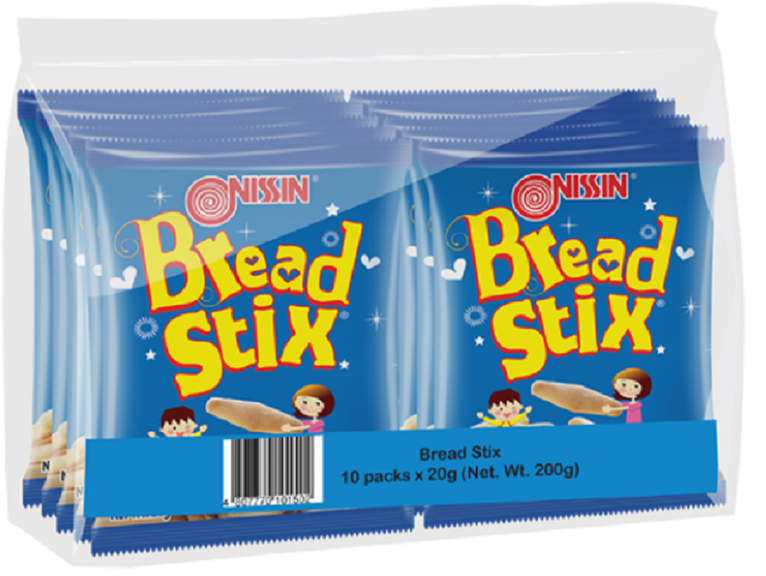 NISSIN
Bread
Stix
NISSIN
Bread
Stix
Bread Stix
10 packs x 20g (Net. Wt. 200g)